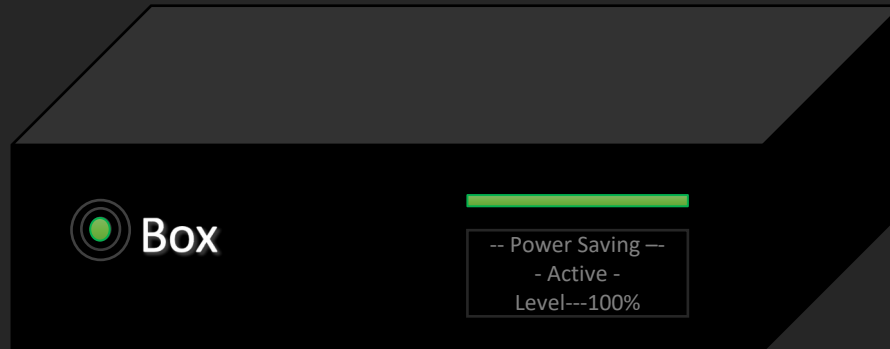 Box
-- Power Saving –-
- Active -
Level---100%